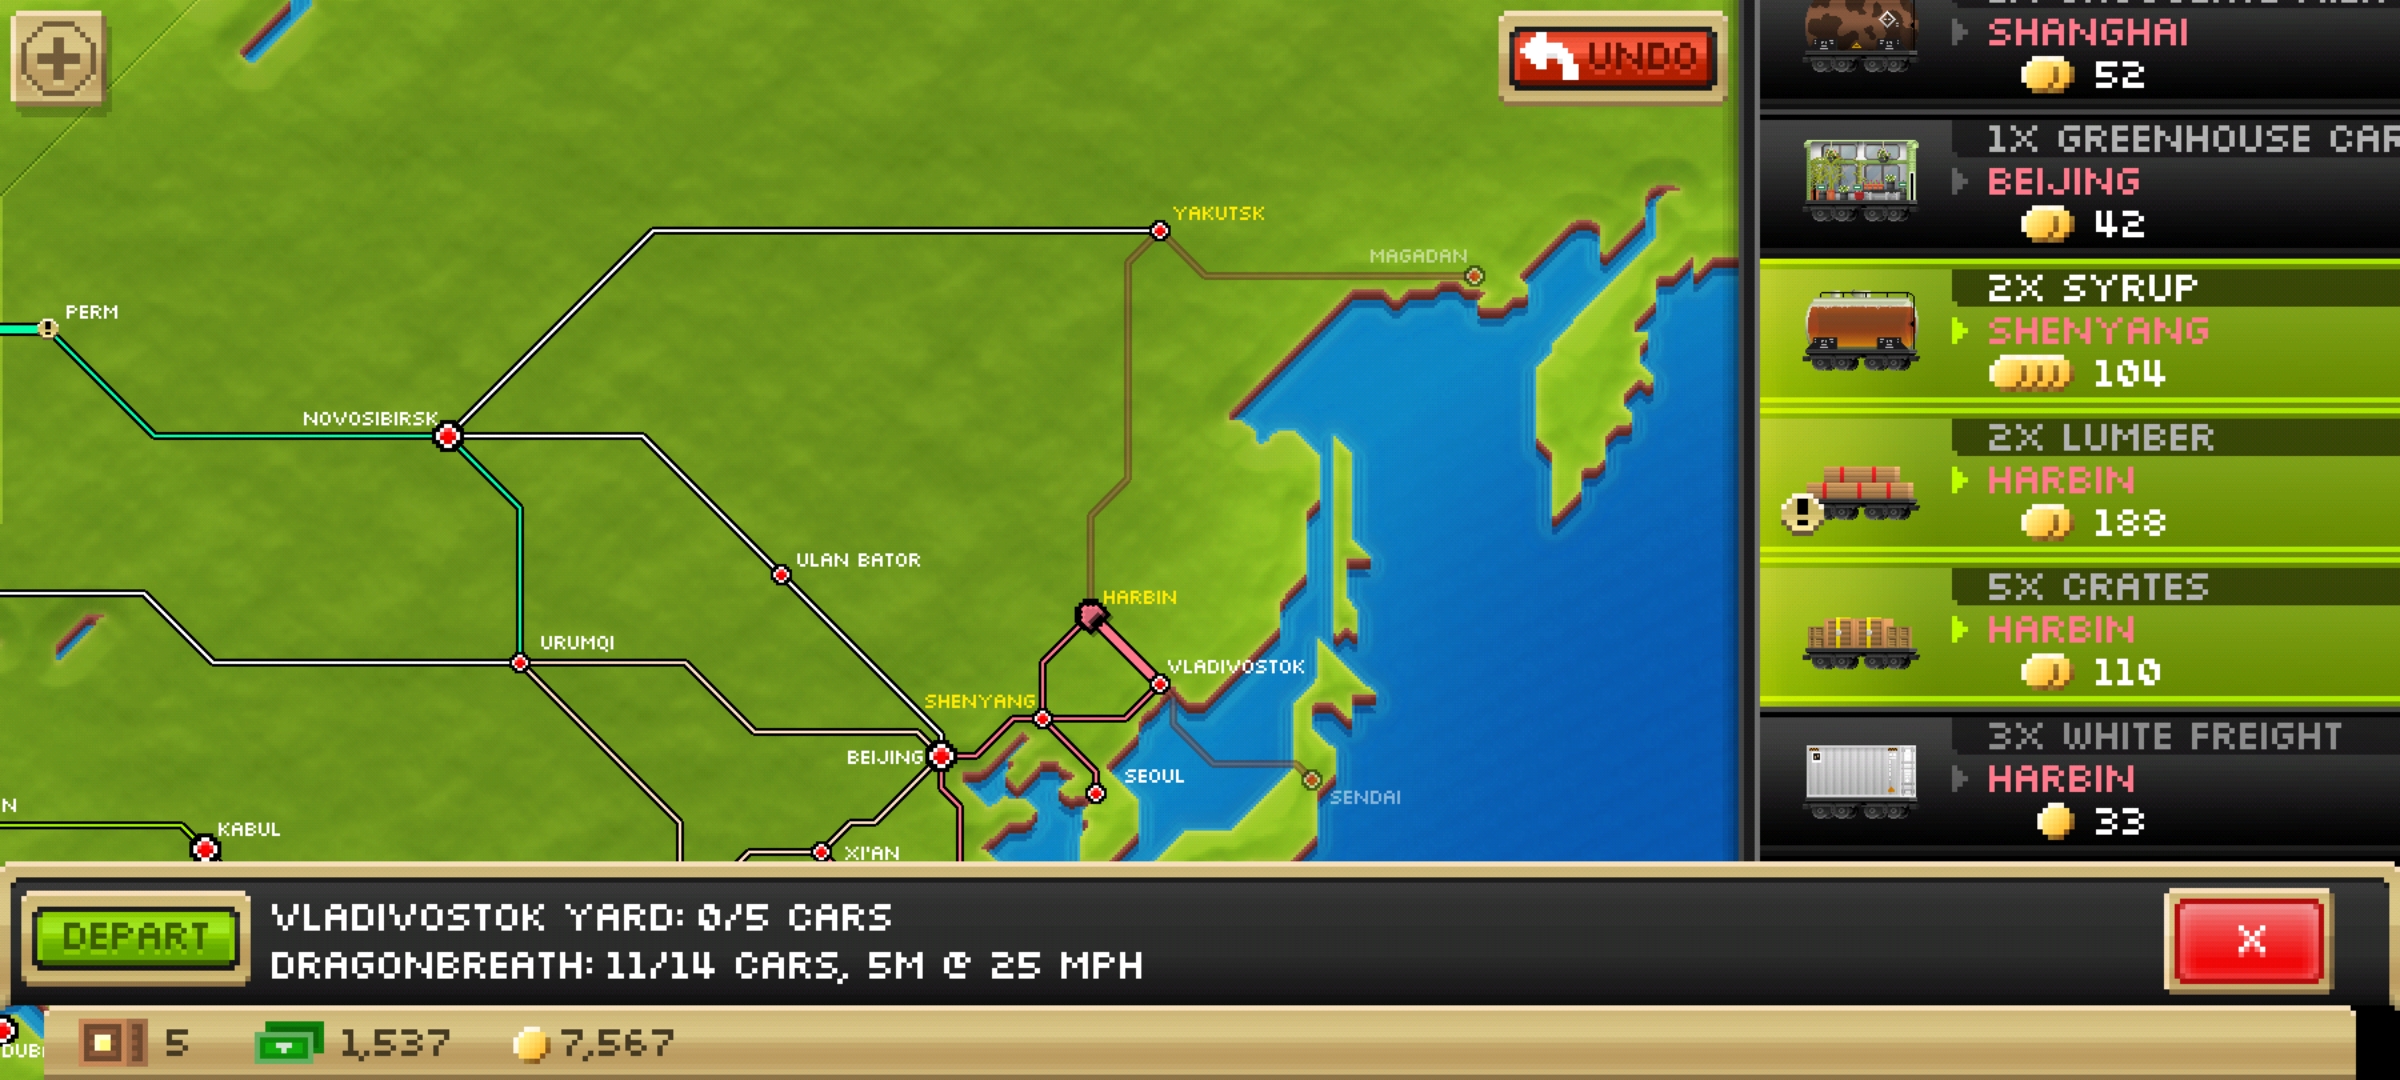 UNDO
YAKUTSK
MAGADAN
PERM
NOVOSIBIRSK
ULAN BATOR
HARBIN
URUMQI
VLADIVOSTOK
SHENYANG
BEIJING
SEOUL
SENDAI
N
KABUL
XI'AN
SHANGHAI
52
1X GREENHOUSE CAR
BEIJING
42
2X SYRUP
SHENYANG
104
2X LUMBER
HARBIN
188
5X CRATES
HARBIN
110
3X WHITE FREIGHT
HARBIN
33
DEPART
VLADIVOSTOK YARD: 0/5 CARS
DRAGONBREATH: 11/14 CARS, 5M @ 25 MPH
X
DUB
5
1,537
7,567